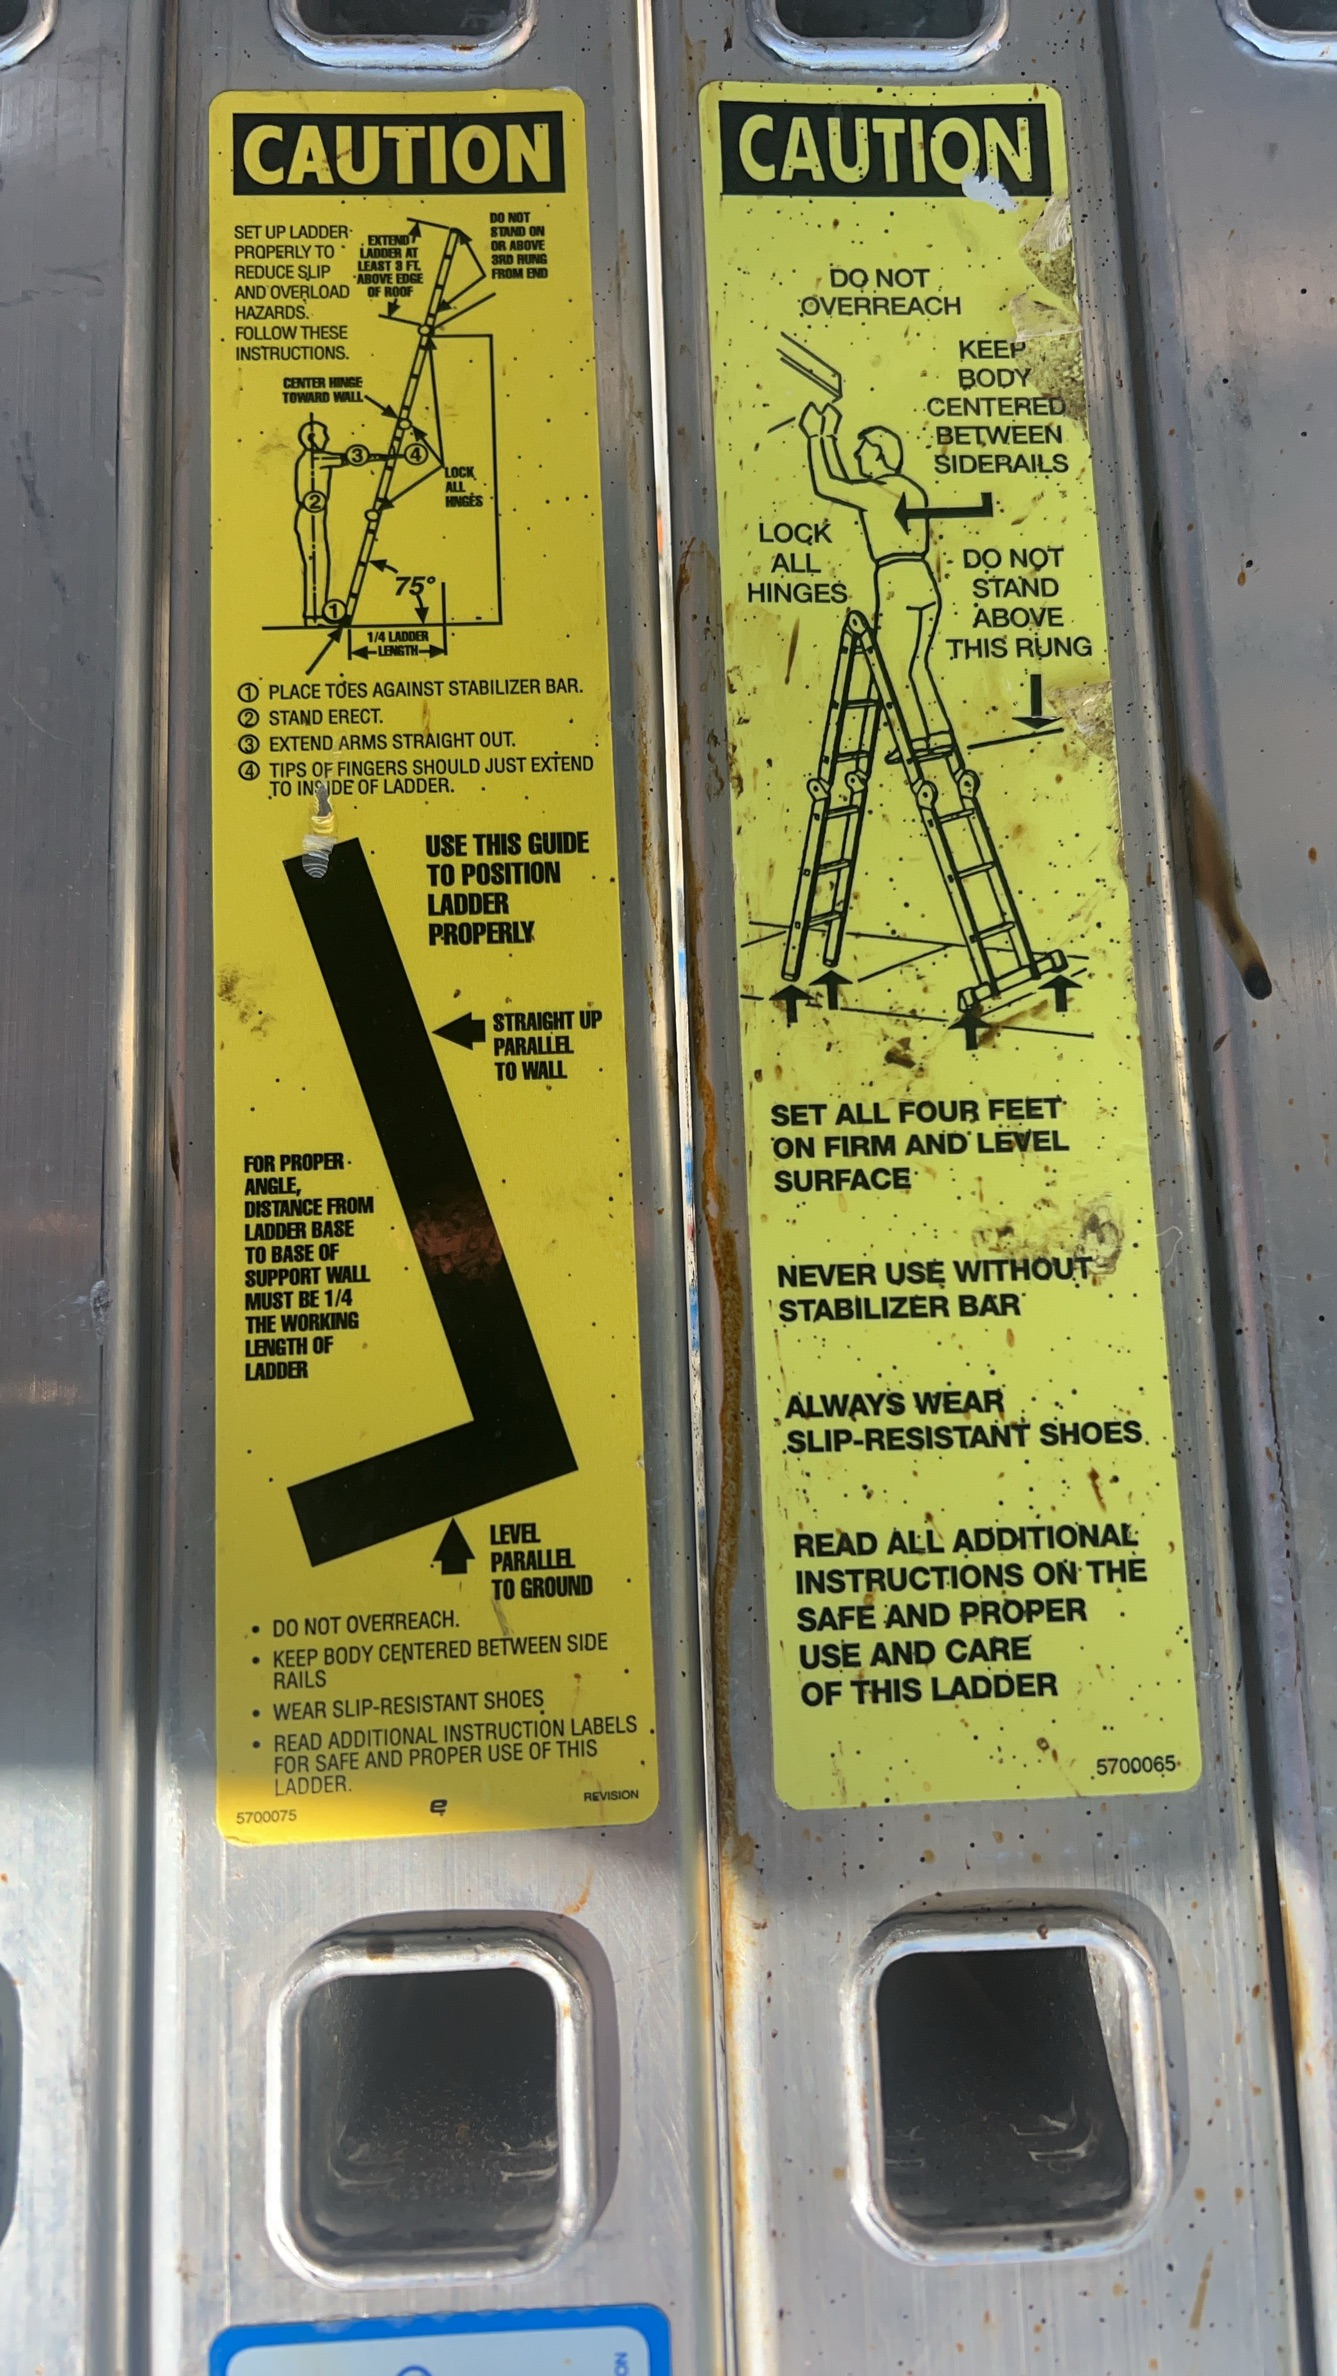 CAUTION
SET UP LADDER
PROPERLY TO
REDUCE SLIP
AND OVERLOAD
HAZARDS.
FOLLOW THESE
INSTRUCTIONS.
EXTEND
LADDER AT
LEAST 3 FT.
ABOVE EDGE
OF ROOF
DO NOT
STAND ON
OR ABOVE
3RD RUNG
FROM END
CENTER HINGE
TOWARD WALL
3
4
2
LOCK
ALL
HNGES
75°
1
1/4 LADDER
LENGTH
1 PLACE TOES AGAINST STABILIZER BAR.
2 STAND ERECT.
3 EXTEND ARMS STRAIGHT OUT.
4 TIPS OF FINGERS SHOULD JUST EXTEND
TO INSIDE OF LADDER.
USE THIS GUIDE
TO POSITION
LADDER
PROPERLY
STRAIGHT UP
PARALLEL
TO WALL
FOR PROPER
ANGLE,
DISTANCE FROM
LADDER BASE
TO BASE OF
SUPPORT WALL
MUST BE 1/4
THE WORKING
LENGTH OF
LADDER
LEVEL
PARALLEL
TO GROUND
• DO NOT OVERREACH.
• KEEP BODY CENTERED BETWEEN SIDE
RAILS
• WEAR SLIP-RESISTANT SHOES
• READ ADDITIONAL INSTRUCTION LABELS
FOR SAFE AND PROPER USE OF THIS
LADDER.
5700075
e
REVISION
CAUTION
DO NOT
OVERREACH
KEEP
BODY
CENTERED
BETWEEN
SIDERAILS
LOCK
ALL
HINGES
DO NOT
STAND
ABOVE
THIS RUNG
SET ALL FOUR FEET
ON FIRM AND LEVEL
SURFACE
NEVER USE WITHOUT
STABILIZER BAR
ALWAYS WEAR
SLIP-RESISTANT SHOES
READ ALL ADDITIONAL
INSTRUCTIONS ON THE
SAFE AND PROPER
USE AND CARE
OF THIS LADDER
5700065